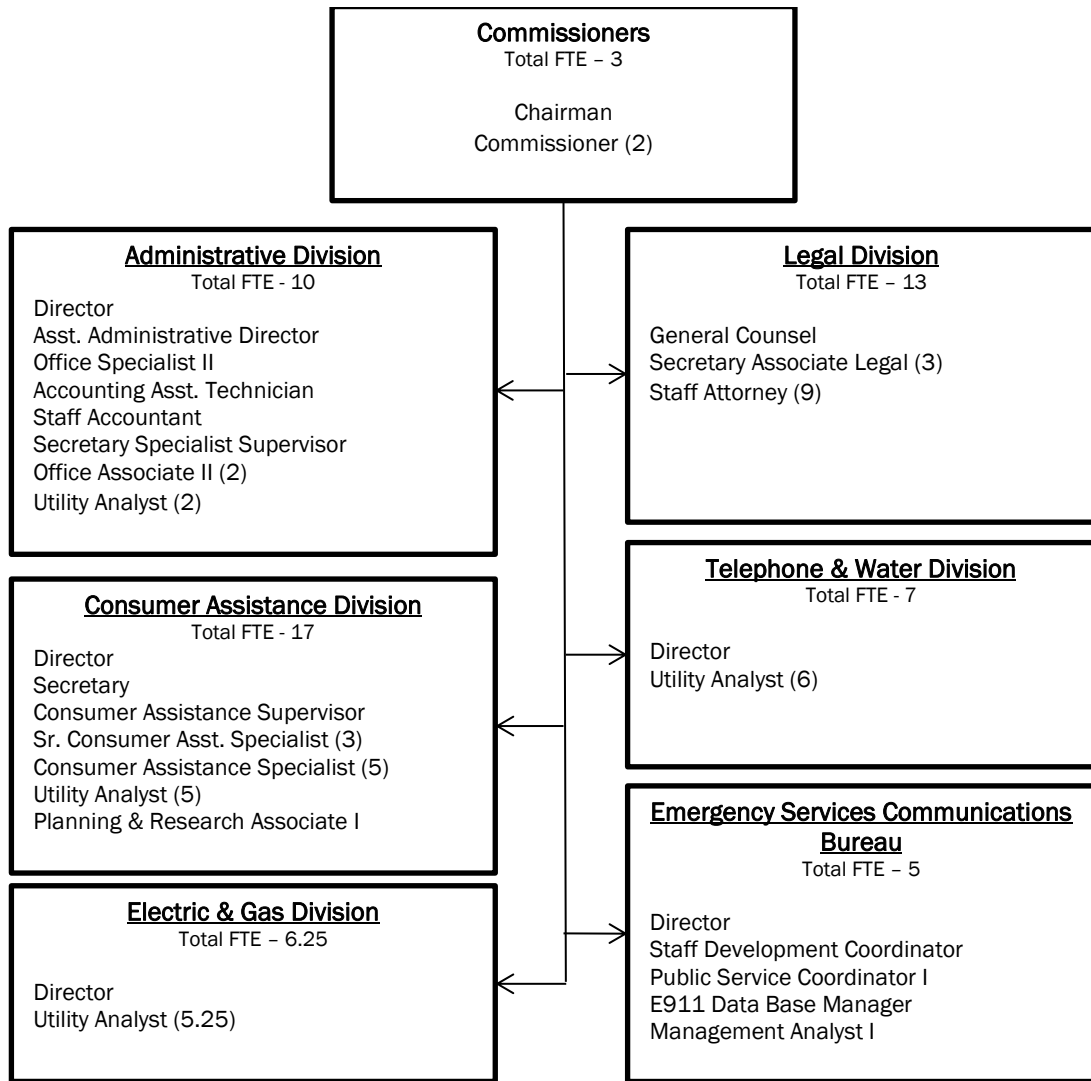 Commissioners
Total FTE – 3
Chairman
Commissioner (2)
Administrative Division
Total FTE - 10
Director
Asst. Administrative Director
Office Specialist II
Accounting Asst. Technician
Staff Accountant
Secretary Specialist Supervisor
Office Associate II (2)
Utility Analyst (2)
Legal Division
Total FTE – 13
General Counsel
Secretary Associate Legal (3)
Staff Attorney (9)
Consumer Assistance Division
Total FTE - 17
Director
Secretary
Consumer Assistance Supervisor
Sr. Consumer Asst. Specialist (3)
Consumer Assistance Specialist (5)
Utility Analyst (5)
Planning & Research Associate I
Telephone & Water Division
Total FTE - 7
Director
Utility Analyst (6)
Electric & Gas Division
Total FTE – 6.25
Director
Utility Analyst (5.25)
Emergency Services Communications
Bureau
Total FTE – 5
Director
Staff Development Coordinator
Public Service Coordinator I
E911 Data Base Manager
Management Analyst I